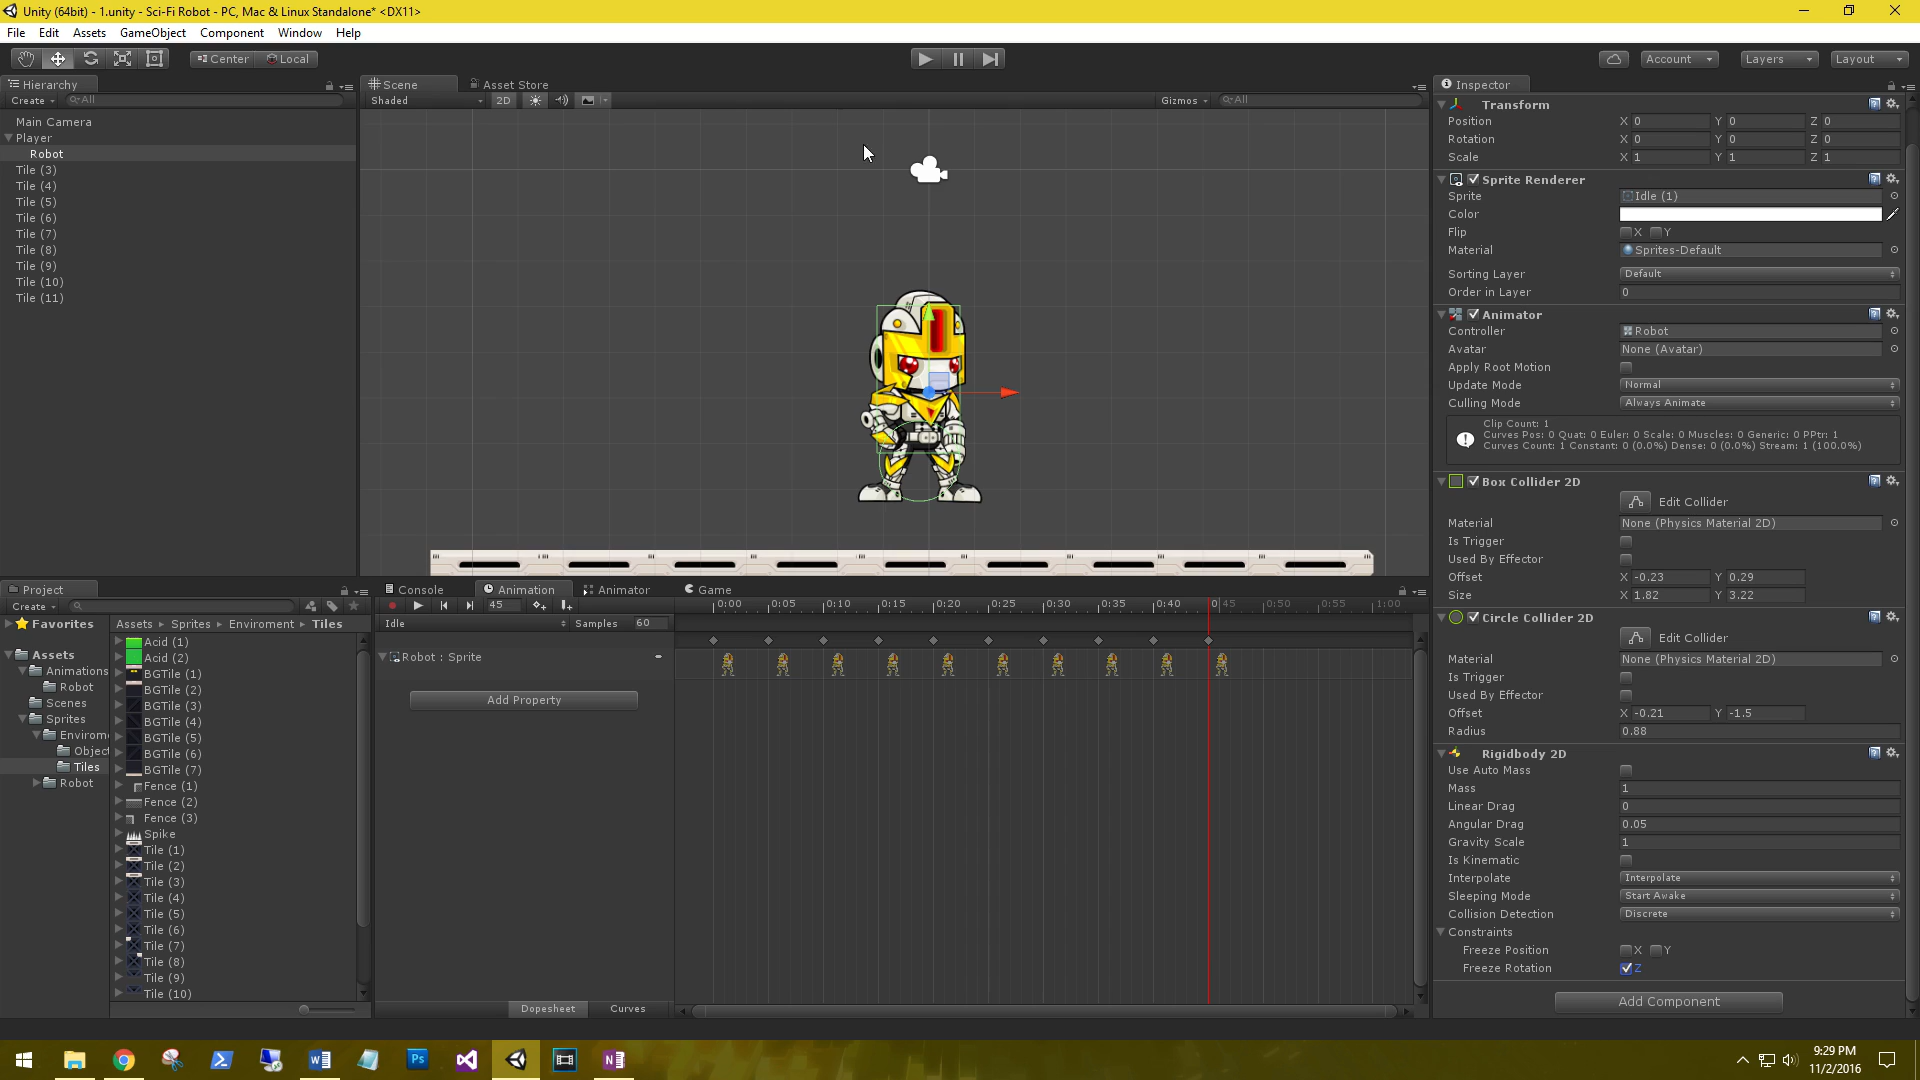 Unity (64bit) - 1.unity - Sci-Fi Robot - PC, Mac & Linux Standalone* <DX11>
File Edit Assets GameObject Component Window Help
Center Local Account Layers Layout
Hierarchy
Create All
Main Camera
Player
Robot
Tile (3)
Tile (4)
Tile (5)
Tile (6)
Tile (7)
Tile (8)
Tile (9)
Tile (10)
Tile (11)
Scene Asset Store
Shaded 2D Gizmos All
Inspector
Transform
Position X 0 Y 0 Z 0
Rotation X 0 Y 0 Z 0
Scale X 1 Y 1 Z 1
Sprite Renderer
Sprite Idle (1)
Color
Flip X Y
Material Sprites-Default
Sorting Layer Default
Order in Layer 0
Animator
Controller Robot
Avatar None (Avatar)
Apply Root Motion
Update Mode Normal
Culling Mode Always Animate
Clip Count: 1
Curves Pos: 0 Quat: 0 Euler: 0 Scale: 0 Muscles: 0 Generic: 0 PPtr: 1
Curves Count: 1 Constant: 0 (0.0%) Dense: 0 (0.0%) Stream: 1 (100.0%)
Box Collider 2D
Edit Collider
Material None (Physics Material 2D)
Is Trigger
Used By Effector
Offset X -0.23 Y 0.29
Size X 1.82 Y 3.22
Circle Collider 2D
Edit Collider
Material None (Physics Material 2D)
Is Trigger
Used By Effector
Offset X -0.21 Y -1.5
Radius 0.88
Rigidbody 2D
Use Auto Mass
Mass 1
Linear Drag 0
Angular Drag 0.05
Gravity Scale 1
Is Kinematic
Interpolate Interpolate
Sleeping Mode Start Awake
Collision Detection Discrete
Constraints
Freeze Position X Y
Freeze Rotation Z
Add Component
Project
Create
Favorites
Assets
Animations
Robot
Scenes
Sprites
Envirom
Object
Tiles
Robot
Assets Sprites Enviroment Tiles
Acid (1)
Acid (2)
BGTile (1)
BGTile (2)
BGTile (3)
BGTile (4)
BGTile (5)
BGTile (6)
BGTile (7)
Fence (1)
Fence (2)
Fence (3)
Spike
Tile (1)
Tile (2)
Tile (3)
Tile (4)
Tile (5)
Tile (6)
Tile (7)
Tile (8)
Tile (9)
Tile (10)
Console Animation Animator Game
45 0:00 0:05 0:10 0:15 0:20 0:25 0:30 0:35 0:40 0:45 0:50 0:55 1:00
Idle Samples 60
Robot : Sprite
Add Property
Dopesheet Curves
9:29 PM
11/2/2016